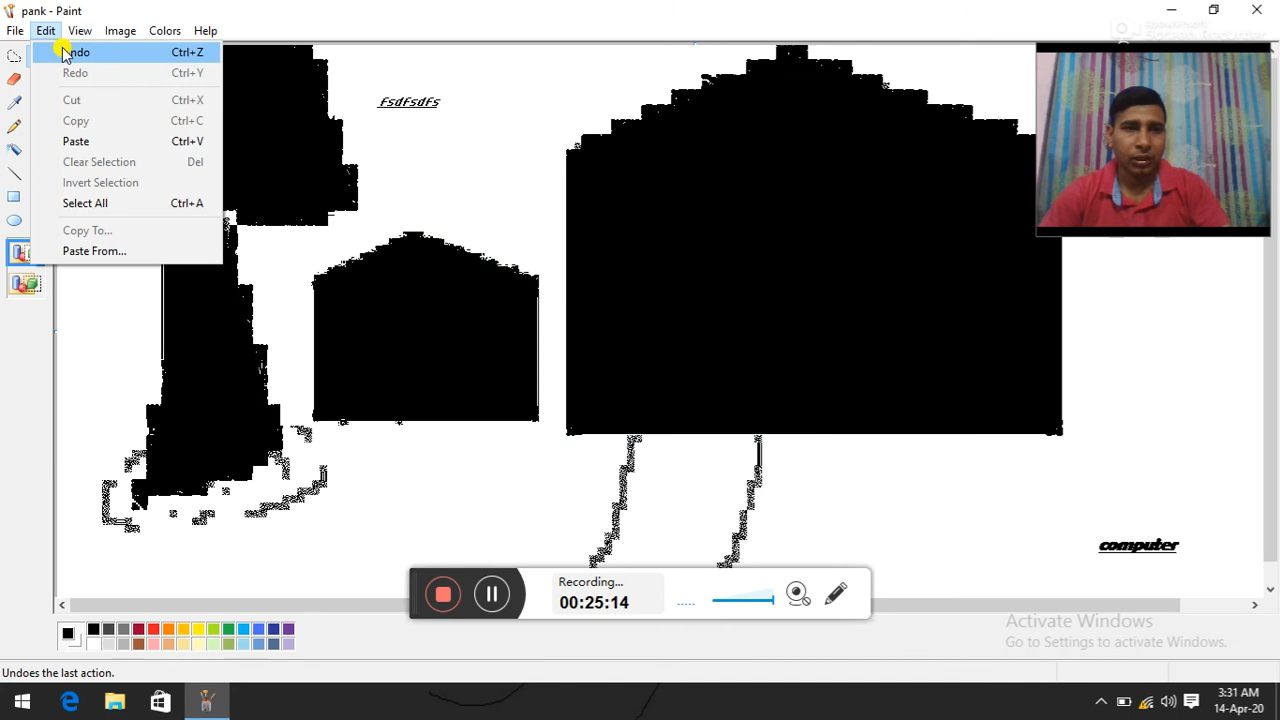 pank - Paint
File Edit View Image Colors Help
Undo Ctrl+Z
Redo Ctrl+Y
Cut Ctrl+X
Copy Ctrl+C
Paste Ctrl+V
Clear Selection Del
Invert Selection
Select All Ctrl+A
Copy To...
Paste From...
FsdFsdFs
Screen Recorder
computer
Recording...
00:25:14
Activate Windows
Go to Settings to activate Windows.
Undoes the last action.
3:31 AM
14-Apr-20